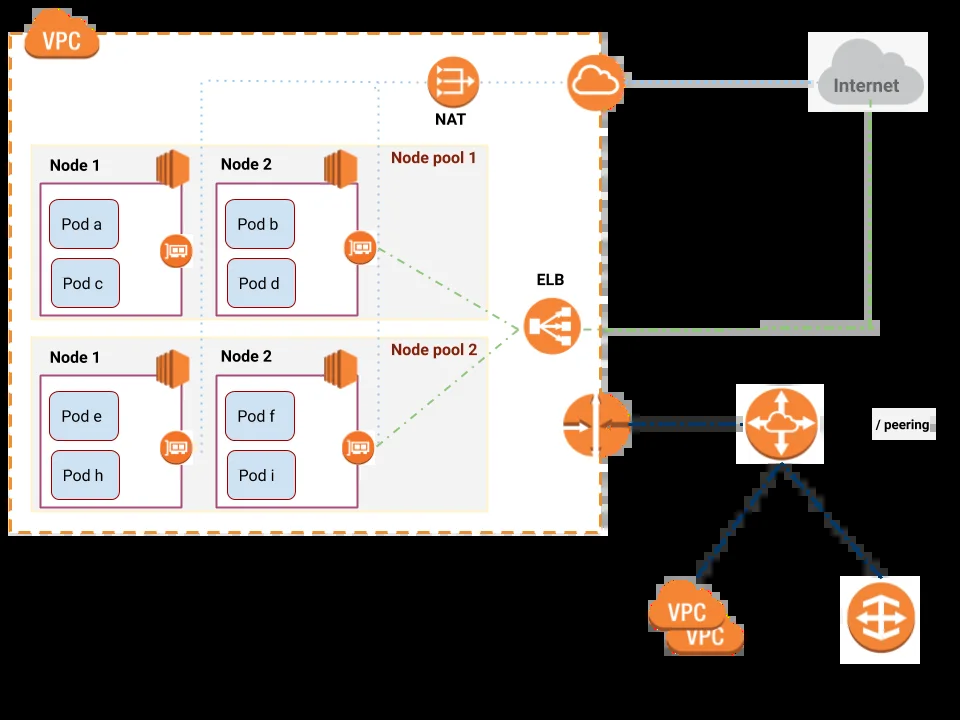 VPC
Internet
NAT
Node 1
Node 2
Node pool 1
Pod a
Pod b
Pod c
Pod d
ELB
Node 1
Node 2
Node pool 2
Pod e
Pod f
Pod h
Pod i
/ peering
VPC
VPC